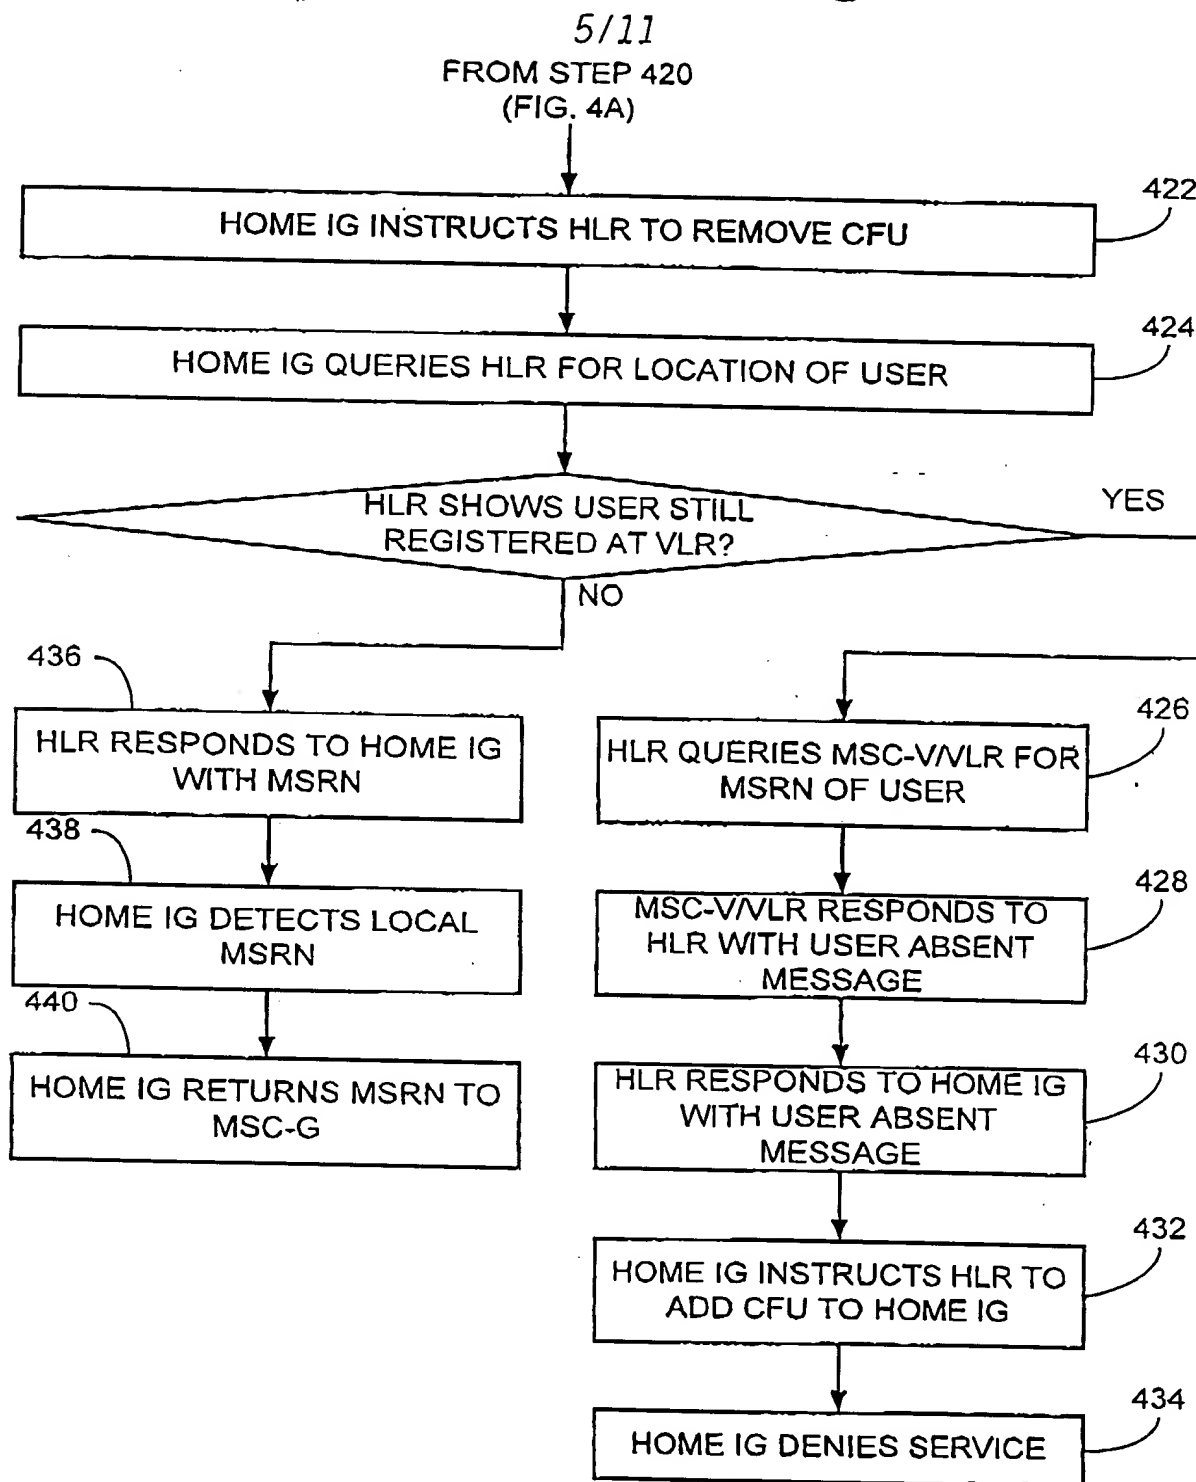 5/11
FROM STEP 420
(FIG. 4A)
422
HOME IG INSTRUCTS HLR TO REMOVE CFU
424
HOME IG QUERIES HLR FOR LOCATION OF USER
HLR SHOWS USER STILL
REGISTERED AT VLR?
YES
NO
436
HLR RESPONDS TO HOME IG
WITH MSRN
438
HOME IG DETECTS LOCAL
MSRN
440
HOME IG RETURNS MSRN TO
MSC-G
426
HLR QUERIES MSC-V/VLR FOR
MSRN OF USER
428
MSC-V/VLR RESPONDS TO
HLR WITH USER ABSENT
MESSAGE
430
HLR RESPONDS TO HOME IG
WITH USER ABSENT
MESSAGE
432
HOME IG INSTRUCTS HLR TO
ADD CFU TO HOME IG
434
HOME IG DENIES SERVICE